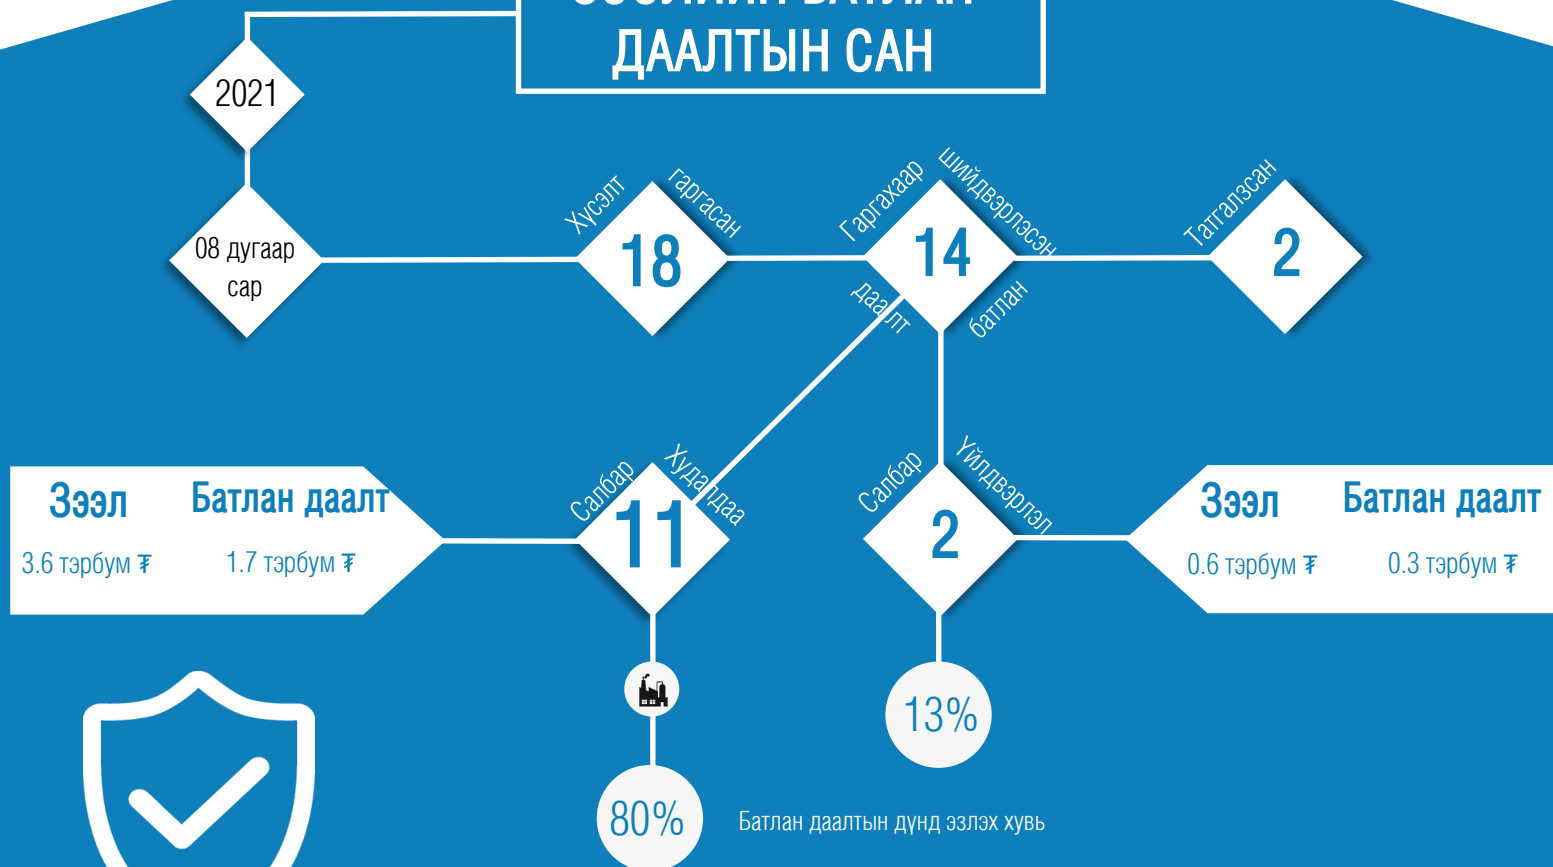 ДААЛТЫН САН
2021
08 дугаар
сар
Хүсэлт гаргасан
18
Гаргахаар шийдвэрлэсэн
14
батлан даалт
Татгалзсан
2
Салбар Худалдаа
11
Салбар Үйлдвэрлэл
2
Зээл Батлан даалт
3.6 тэрбум ₮ 1.7 тэрбум ₮
Зээл Батлан даалт
0.6 тэрбум ₮ 0.3 тэрбум ₮
13%
80%
Батлан даалтын дүнд эзлэх хувь